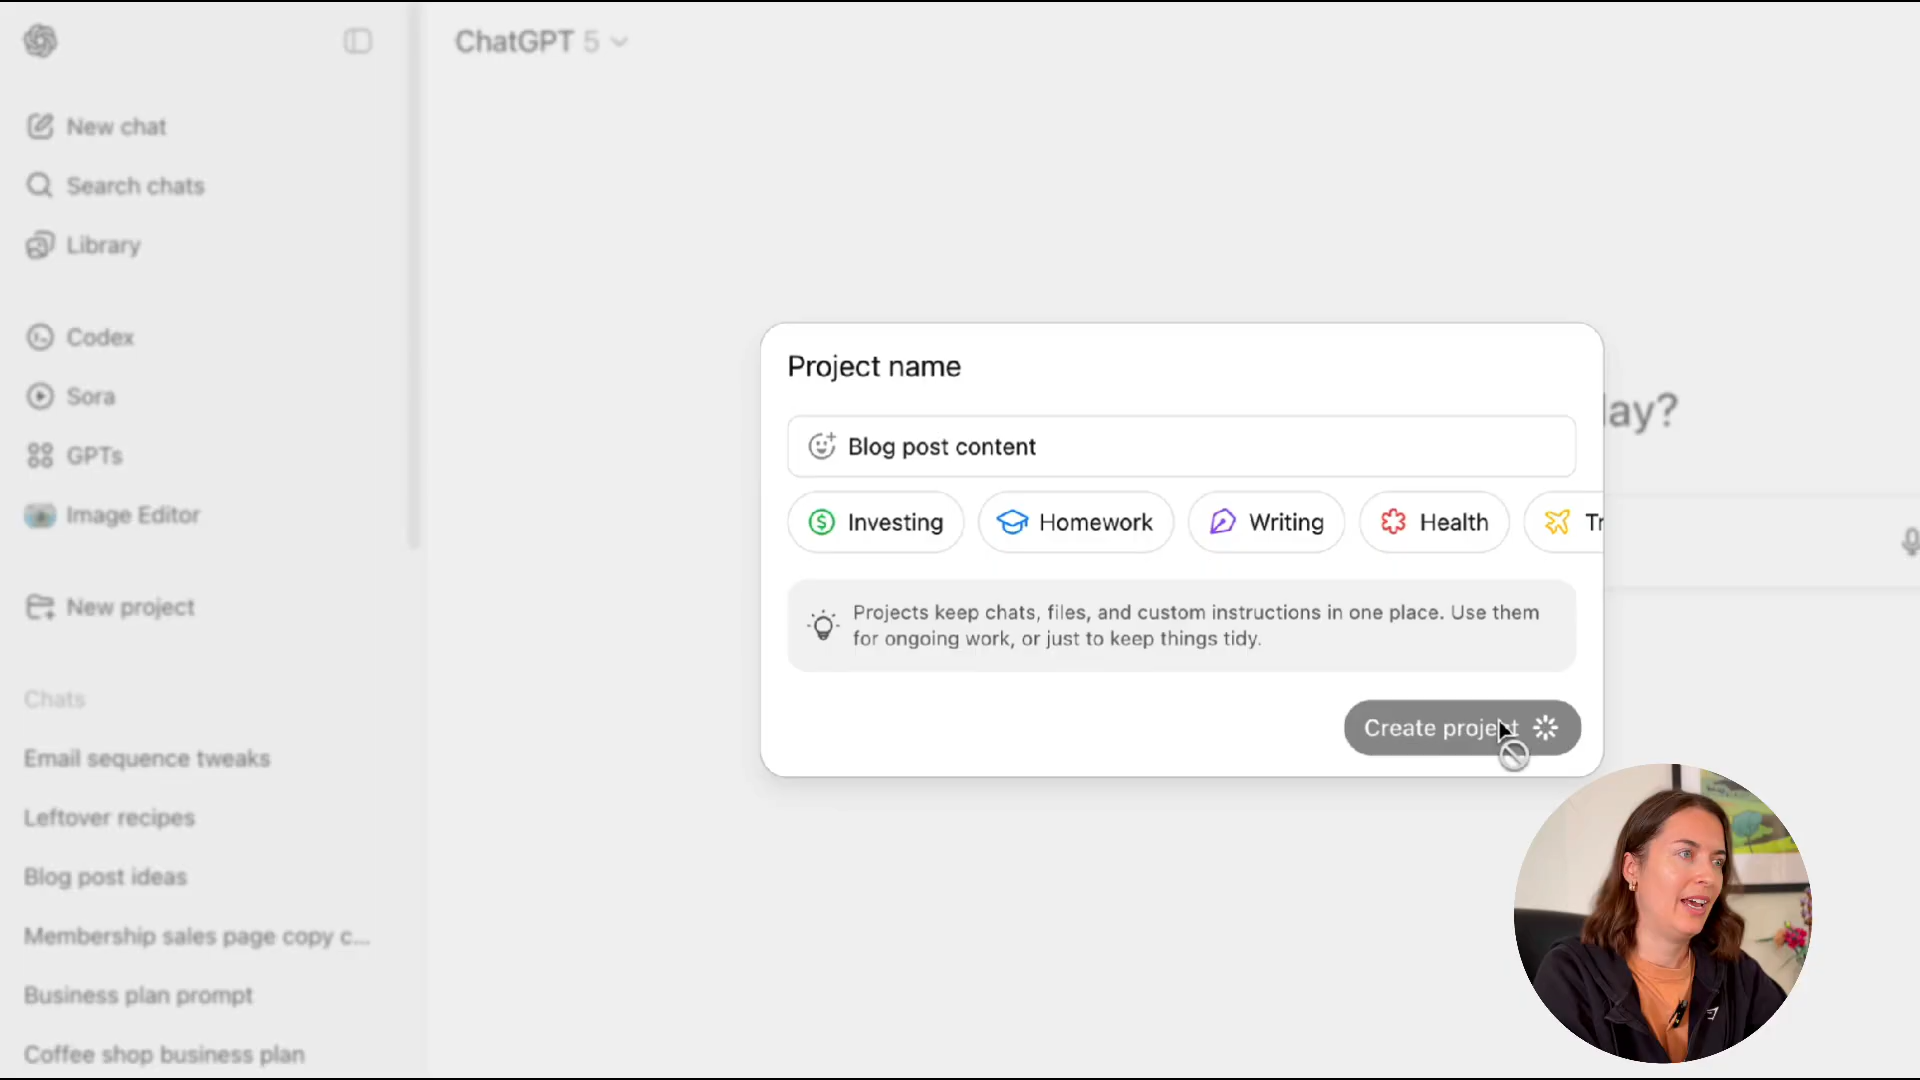 ChatGPT 5
New chat
Search chats
Library
Codex
Sora
GPTs
Image Editor
New project
Chats
Email sequence tweaks
Leftover recipes
Blog post ideas
Membership sales page copy c...
Business plan prompt
Coffee shop business plan
day?
Project name
Blog post content
Investing
Homework
Writing
Health
Tr
Projects keep chats, files, and custom instructions in one place. Use them
for ongoing work, or just to keep things tidy.
Create project